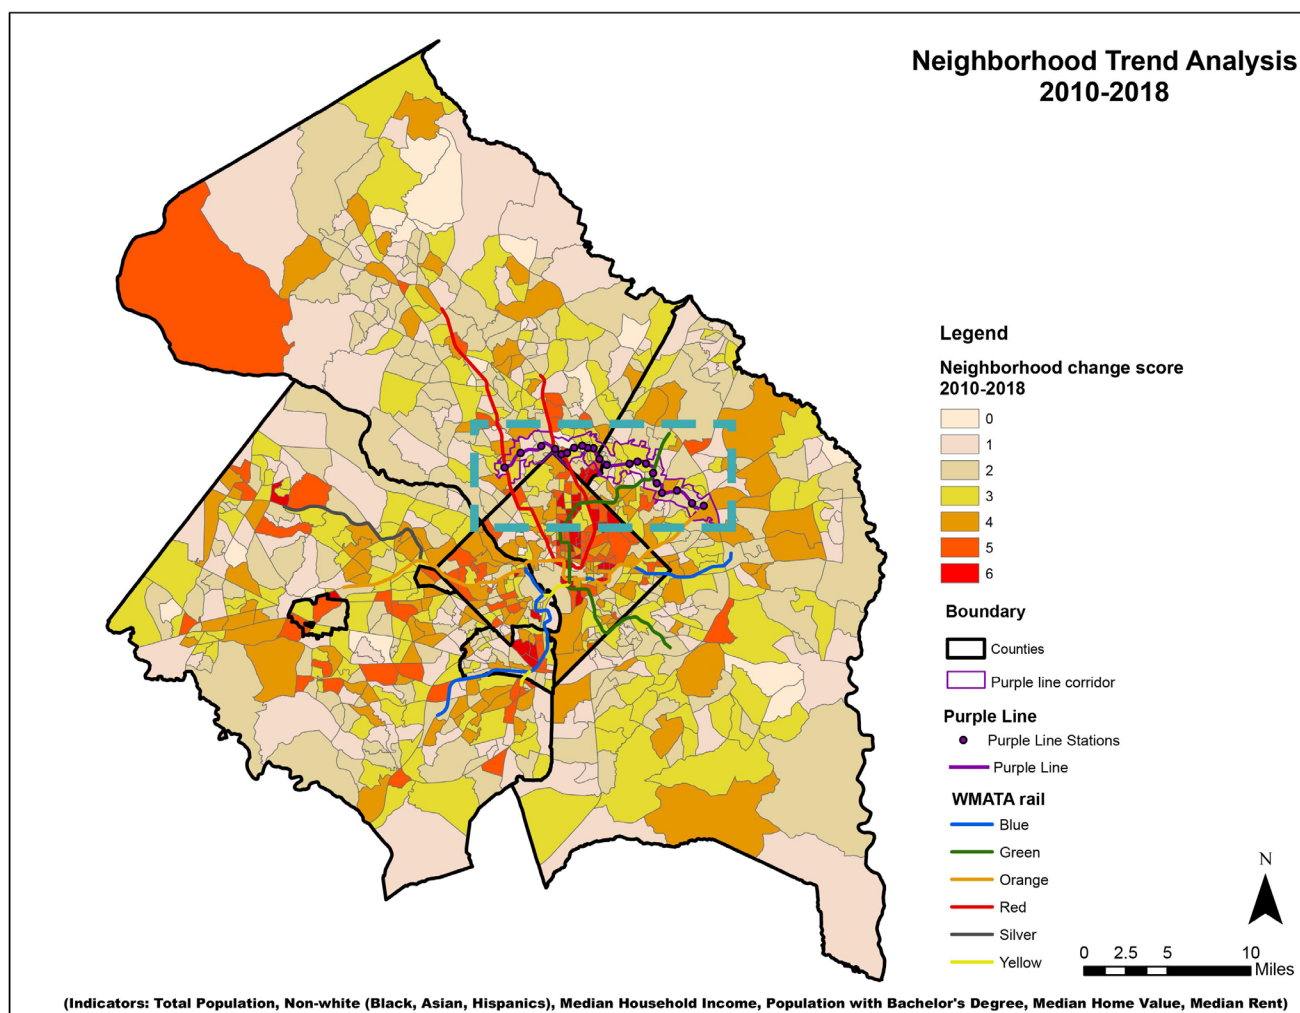 Neighborhood Trend Analysis
2010-2018
Legend
Neighborhood change score
2010-2018
0
1
2
3
4
5
6
Boundary
Counties
Purple line corridor
Purple Line
Purple Line Stations
Purple Line
WMATA rail
Blue
Green
Orange
Red
Silver
Yellow
N
0 2.5 5 10
Miles
(Indicators: Total Population, Non-white (Black, Asian, Hispanics), Median Household Income, Population with Bachelor's Degree, Median Home Value, Median Rent)